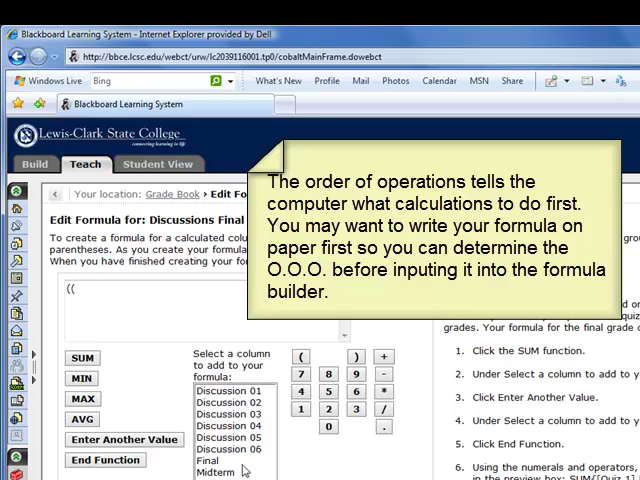 Blackboard Learning System - Internet Explorer provided by Dell
http://bbce.lcsc.edu/webct/urw/lc2039116001.tp0/cobaltMainFrame.dowebct
Windows Live Bing What's New Profile Mail Photos Calendar MSN Share
Blackboard Learning System
Lewis-Clark State College
connecting learning to life
Build Teach Student View
Your location: Grade Book › Edit Fo
Edit Formula for: Discussions Final
To create a formula for a calculated colu
parentheses. As you create your formula
When you have finished creating your for
The order of operations tells the
computer what calculations to do first.
You may want to write your formula on
paper first so you can determine the
O.O.O. before inputing it into the formula
builder.
((
grades. Your formula for the final grade c
SUM
MIN
MAX
AVG
Enter Another Value
End Function
Select a column
to add to your
formula:
Discussion 01
Discussion 02
Discussion 03
Discussion 04
Discussion 05
Discussion 06
Final
Midterm
( ) +
7 8 9 -
4 5 6 *
1 2 3 /
0 .
1. Click the SUM function.
2. Under Select a column to add to your
3. Click Enter Another Value.
4. Under Select a column to add to your
5. Click End Function.
6. Using the numerals and operators,